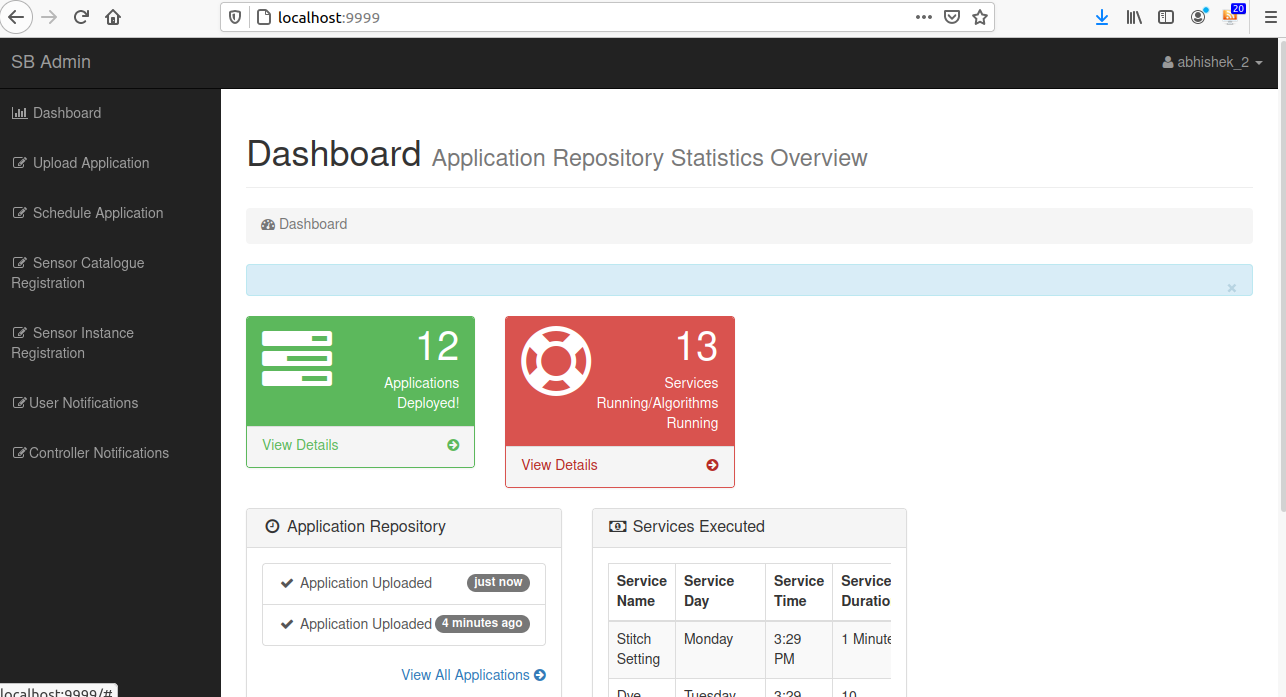 localhost:9999
20
SB Admin
abhishek_2
Dashboard
Upload Application
Schedule Application
Sensor Catalogue
Registration
Sensor Instance
Registration
User Notifications
Controller Notifications
Dashboard Application Repository Statistics Overview
Dashboard
×
12
Applications
Deployed!
View Details
13
Services
Running/Algorithms
Running
View Details
Application Repository
Application Uploaded just now
Application Uploaded 4 minutes ago
View All Applications
Services Executed
Service Name Service Day Service Time Service Duratio
Stitch Setting Monday 3:29 PM 1 Minute
Dye Tuesday 3:29 10
localhost:9999/#